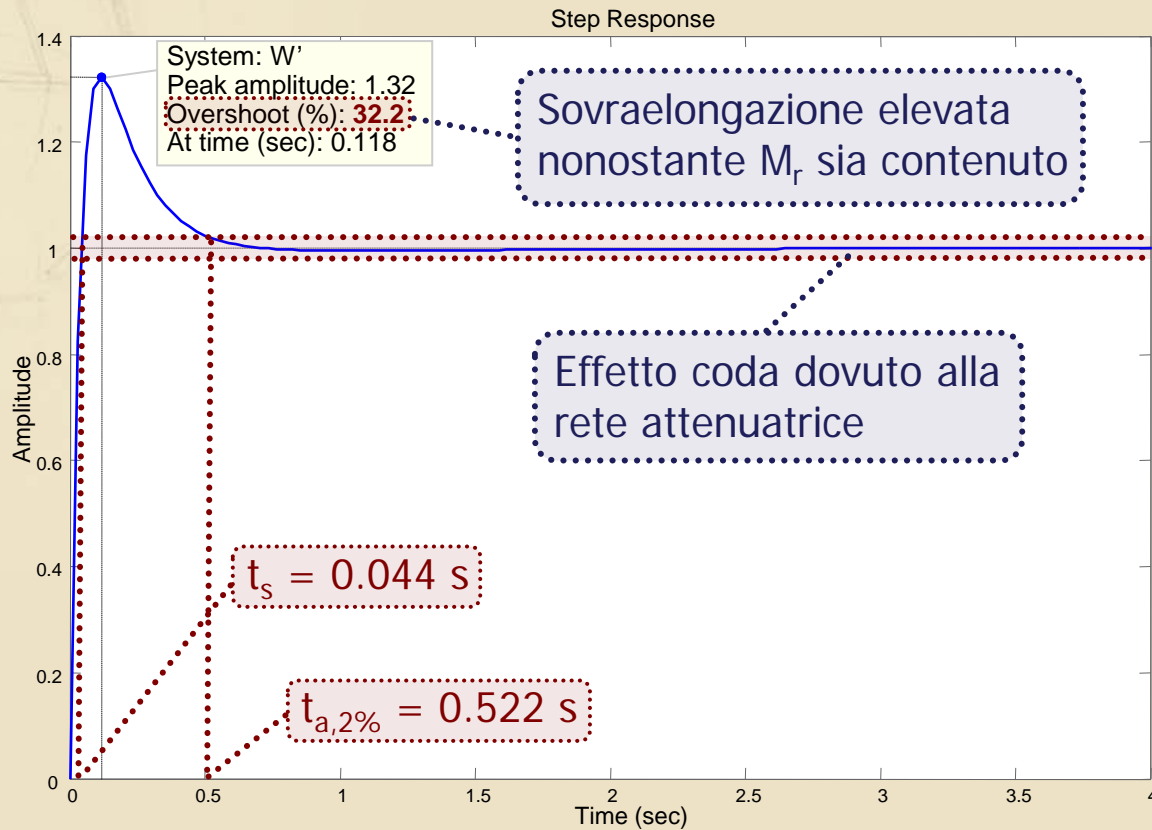 Step Response
1.4
System: W’
Peak amplitude: 1.32
Overshoot (%): 32.2
At time (sec): 0.118
Sovraelongazione elevata
nonostante Mr sia contenuto
1.2
1
Effetto coda dovuto alla
rete attenuatrice
0.8
Amplitude
0.6
0.4
ts = 0.044 s
0.2
ta,2% = 0.522 s
0
0 0.5 1 1.5 2 2.5 3 3.5 4
Time (sec)